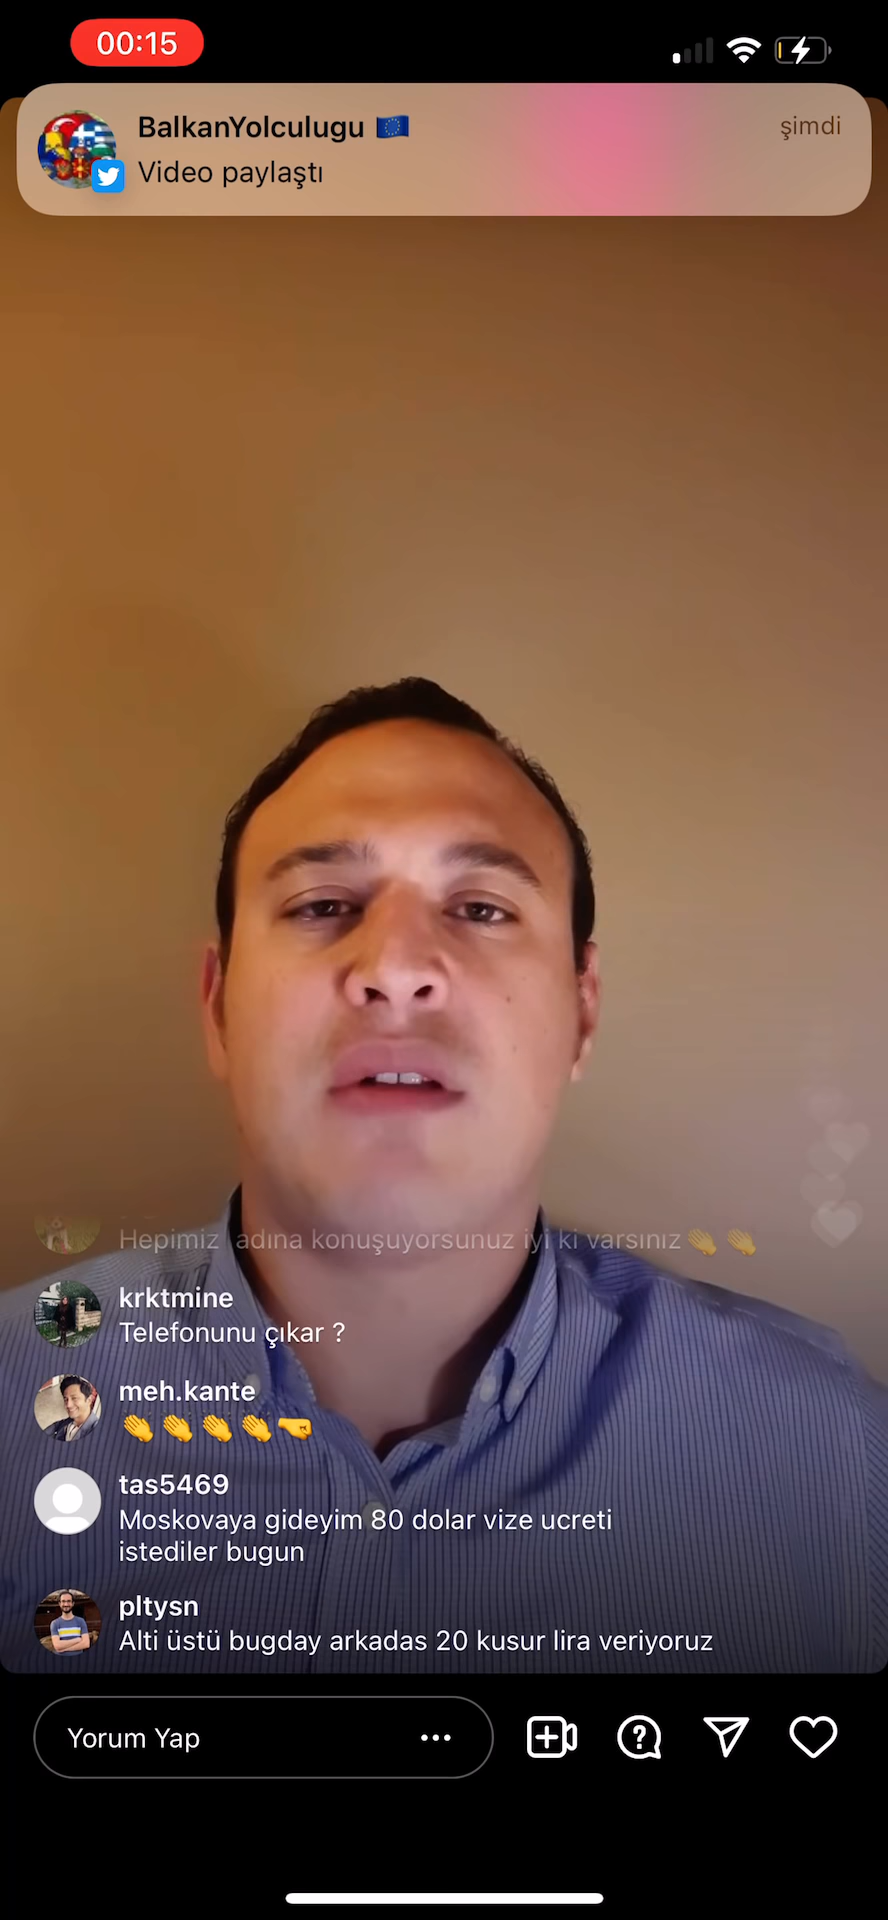 00:15
BalkanYolculugu 🇪🇺
şimdi
Video paylaştı
Hepimiz adına konuşuyorsunuz iyi ki varsınız👏 👏
krktmine
Telefonunu çıkar ?
meh.kante
👏👏👏👏🤜
tas5469
Moskovaya gideyim 80 dolar vize ucreti
istediler bugun
pltysn
Alti üstü bugday arkadas 20 kusur lira veriyoruz
Yorum Yap